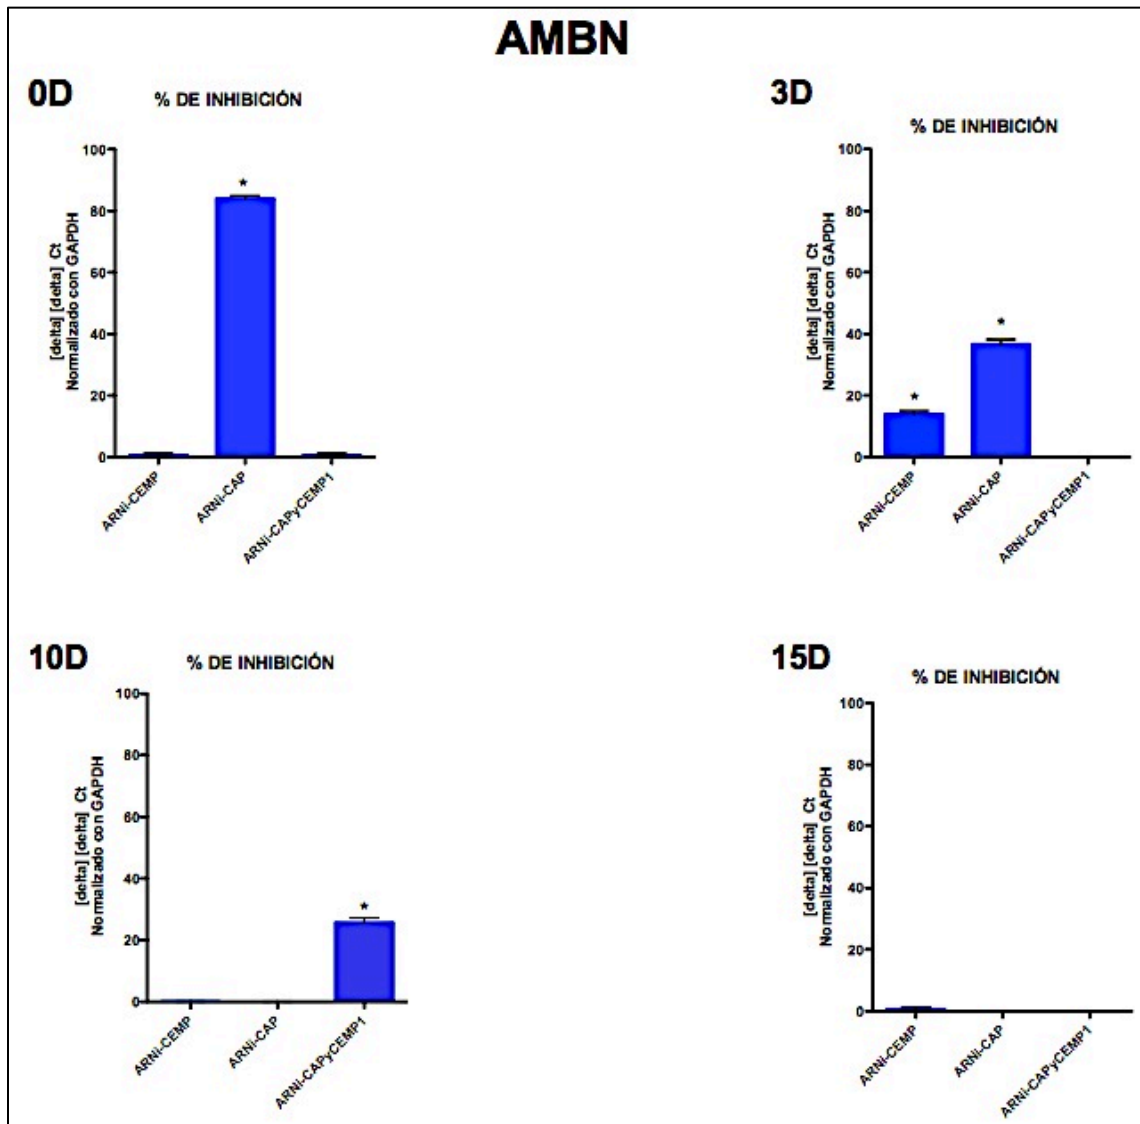 AMBN
0D
% DE INHIBICIÓN
[delta] [delta] Ct
Normalizado con GAPDH
100
80
60
40
20
0
*
ARNi-CEMP
ARNi-CAP
ARNi-CAPyCEMP1
3D
% DE INHIBICIÓN
[delta] [delta] Ct
Normalizado con GAPDH
100
80
60
40
20
0
*
*
ARNi-CEMP
ARNi-CAP
ARNi-CAPyCEMP1
10D
% DE INHIBICIÓN
[delta] [delta] Ct
Normalizado con GAPDH
100
80
60
40
20
0
*
ARNi-CEMP
ARNi-CAP
ARNi-CAPyCEMP1
15D
% DE INHIBICIÓN
[delta] [delta] Ct
Normalizado con GAPDH
100
80
60
40
20
0
ARNi-CEMP
ARNi-CAP
ARNi-CAPyCEMP1